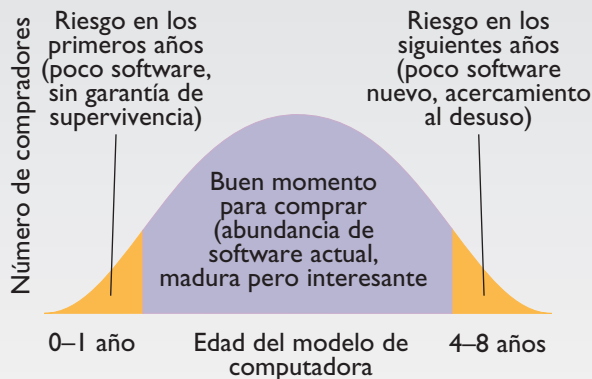 Riesgo en los
primeros años
(poco software,
sin garantía de
supervivencia)
Riesgo en los
siguientes años
(poco software
nuevo, acercamiento
al desuso)
Número de compradores
Buen momento
para comprar
(abundancia de
software actual,
madura pero interesante
0–1 año
Edad del modelo de
computadora
4–8 años